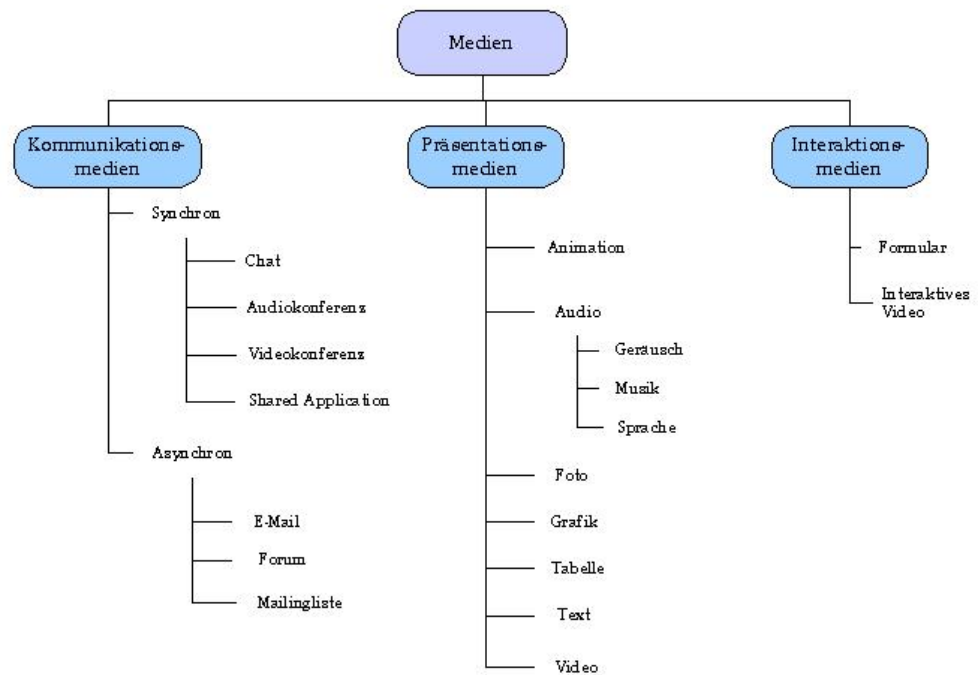 Medien
Kommunikations-
medien
Synchron
Chat
Audiokonferenz
Videokonferenz
Shared Application
Asynchron
E-Mail
Forum
Mailingliste
Präsentations-
medien
Animation
Audio
Geräusch
Musik
Sprache
Foto
Grafik
Tabelle
Text
Video
Interaktions-
medien
Formular
Interaktives
Video